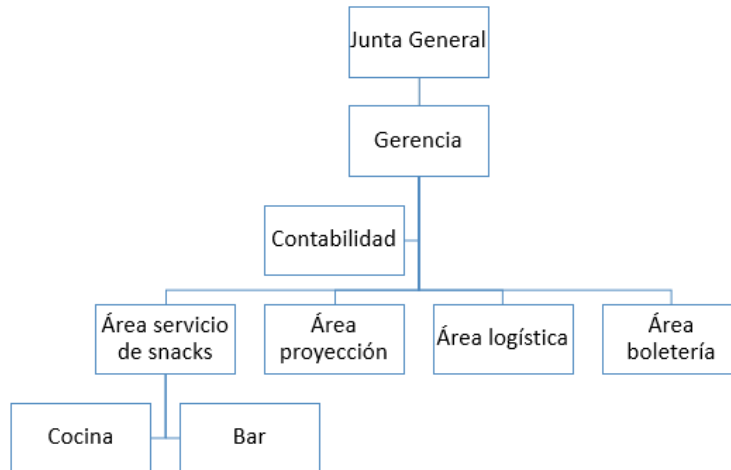 Junta General
Gerencia
Contabilidad
Área servicio
de snacks
Área
proyección
Área logística
Área
boletería
Cocina
Bar